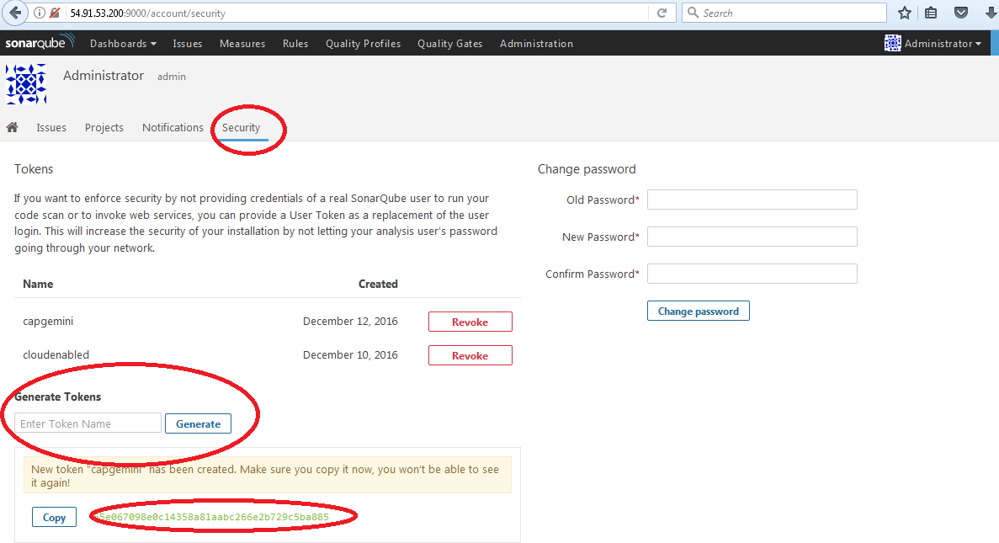 54.91.53.200:9000/account/security
Search
sonarqube Dashboards Issues Measures Rules Quality Profiles Quality Gates Administration Administrator
Administrator admin
Issues Projects Notifications Security
Tokens
If you want to enforce security by not providing credentials of a real SonarQube user to run your
code scan or to invoke web services, you can provide a User Token as a replacement of the user
login. This will increase the security of your installation by not letting your analysis user's password
going through your network.
Name Created
capgemini December 12, 2016 Revoke
cloudenabled December 10, 2016 Revoke
Generate Tokens
Enter Token Name Generate
New token "capgemini" has been created. Make sure you copy it now, you won't be able to see
it again!
Copy
Change password
Old Password*
New Password*
Confirm Password*
Change password